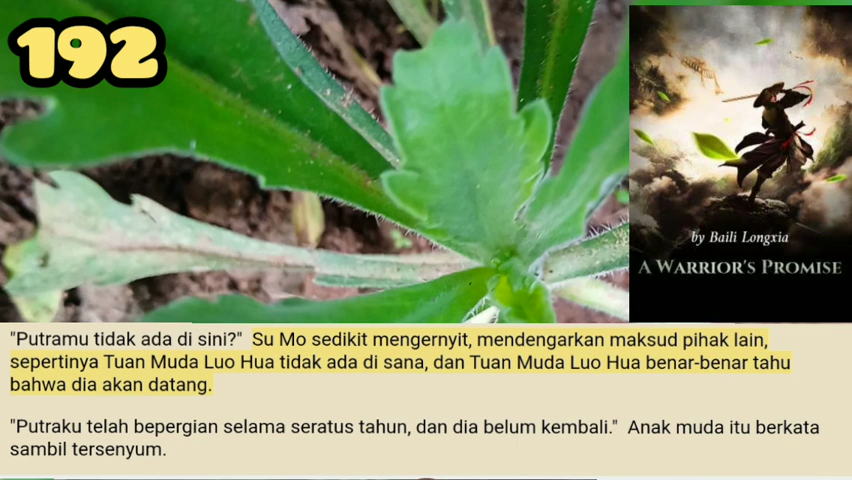 192
by Baili Longxia
A WARRIOR'S PROMISE
"Putramu tidak ada di sini?" Su Mo sedikit mengernyit, mendengarkan maksud pihak lain,
sepertinya Tuan Muda Luo Hua tidak ada di sana, dan Tuan Muda Luo Hua benar-benar tahu
bahwa dia akan datang.
"Putraku telah bepergian selama seratus tahun, dan dia belum kembali." Anak muda itu berkata
sambil tersenyum.